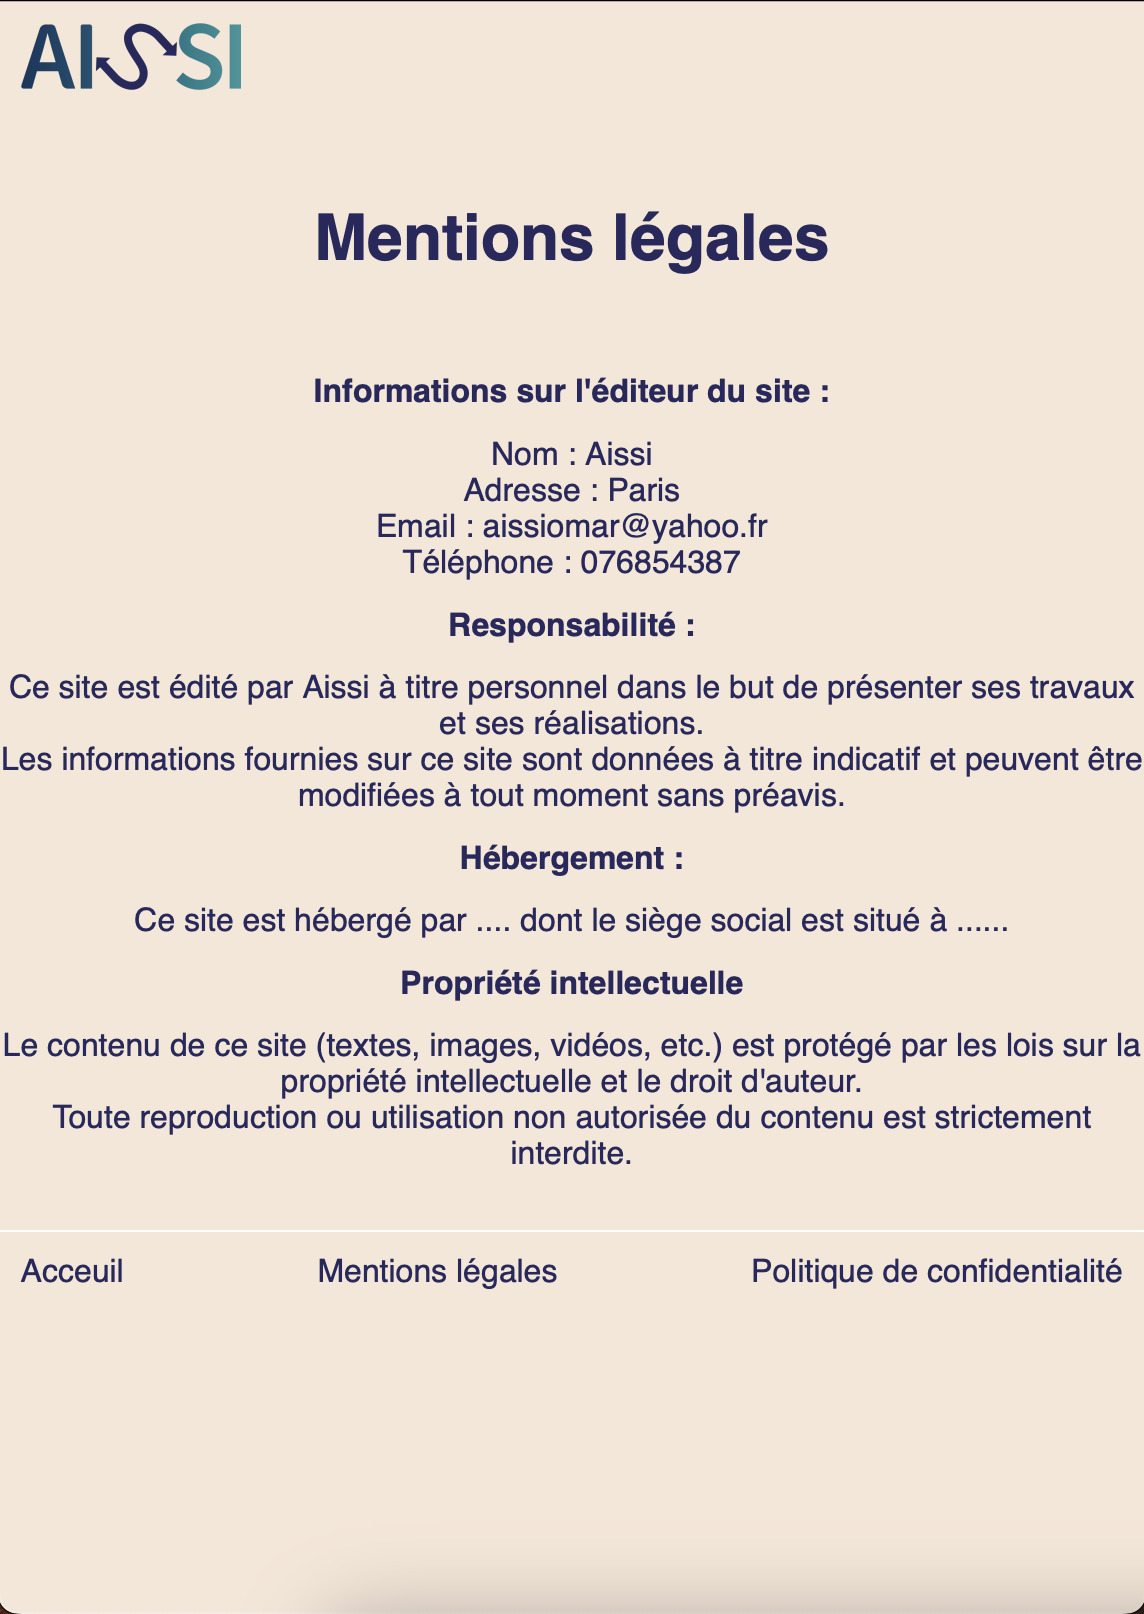 AISSI
Mentions légales
Informations sur l'éditeur du site :
Nom : Aissi
Adresse : Paris
Email : aissiomar@yahoo.fr
Téléphone : 076854387
Responsabilité :
Ce site est édité par Aissi à titre personnel dans le but de présenter ses travaux
et ses réalisations.
Les informations fournies sur ce site sont données à titre indicatif et peuvent être
modifiées à tout moment sans préavis.
Hébergement :
Ce site est hébergé par .... dont le siège social est situé à ......
Propriété intellectuelle
Le contenu de ce site (textes, images, vidéos, etc.) est protégé par les lois sur la
propriété intellectuelle et le droit d'auteur.
Toute reproduction ou utilisation non autorisée du contenu est strictement
interdite.
Acceuil Mentions légales Politique de confidentialité